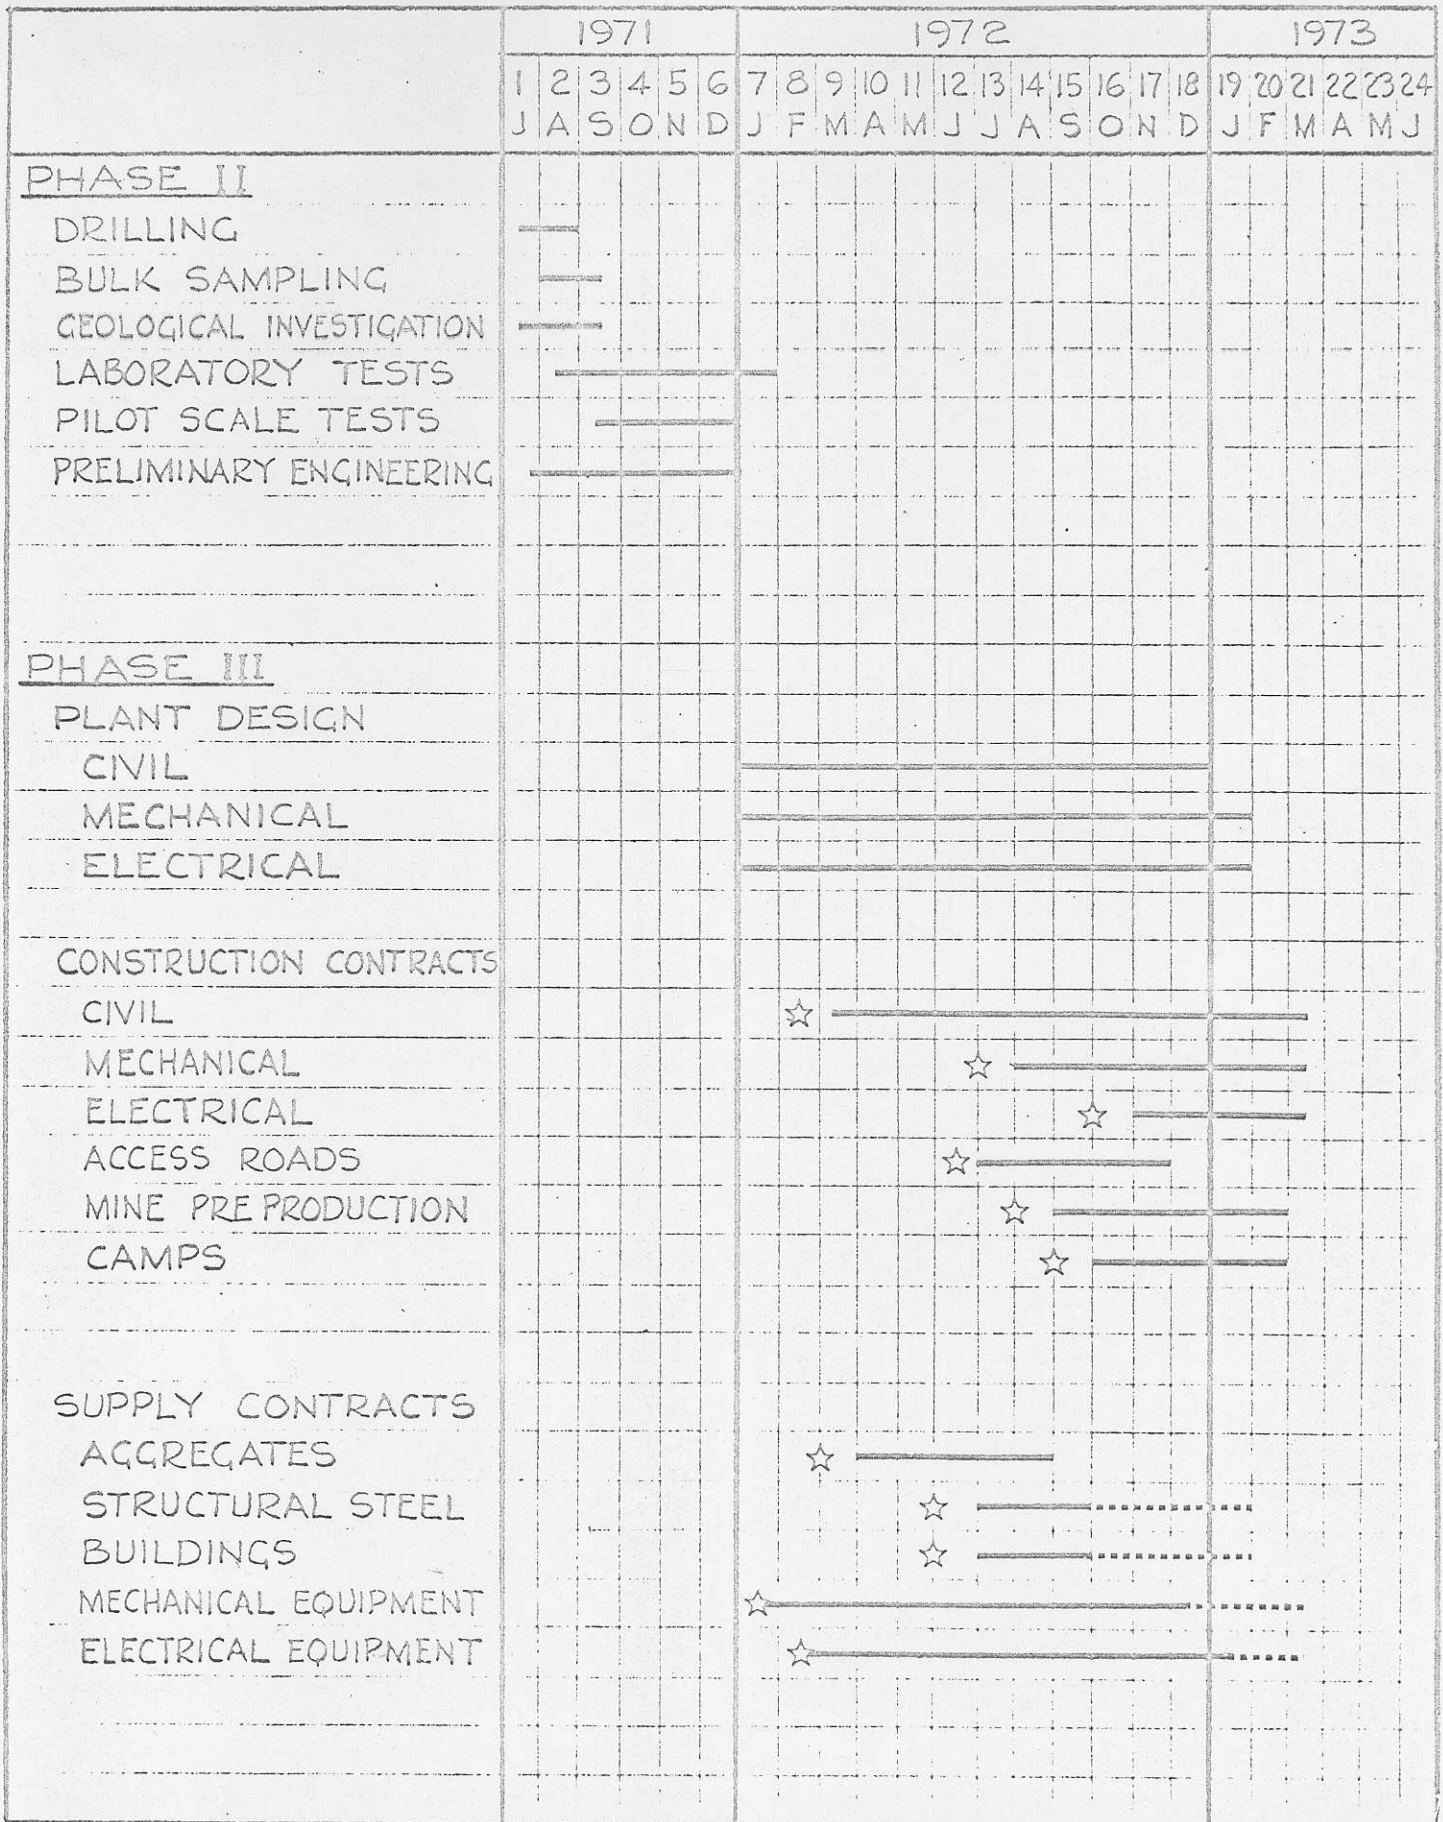 1971 1972 1973
1 2 3 4 5 6 7 8 9 10 11 12 13 14 15 16 17 18 19 20 21 22 23 24
J A S O N D J F M A M J J A S O N D J F M A M J
PHASE II
DRILLING
BULK SAMPLING
GEOLOGICAL INVESTIGATION
LABORATORY TESTS
PILOT SCALE TESTS
PRELIMINARY ENGINEERING
PHASE III
PLANT DESIGN
CIVIL
MECHANICAL
ELECTRICAL
CONSTRUCTION CONTRACTS
CIVIL
MECHANICAL
ELECTRICAL
ACCESS ROADS
MINE PREPRODUCTION
CAMPS
SUPPLY CONTRACTS
AGGREGATES
STRUCTURAL STEEL
BUILDINGS
MECHANICAL EQUIPMENT
ELECTRICAL EQUIPMENT